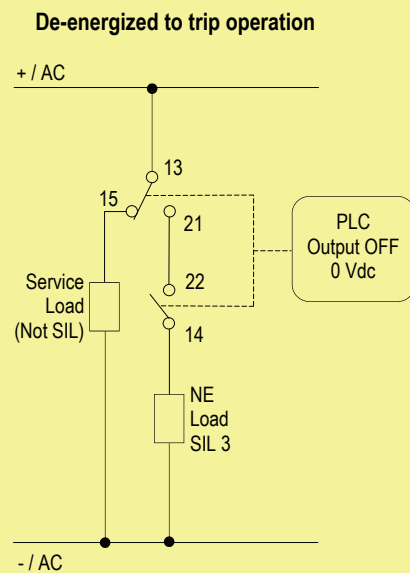 De-energized to trip operation
+ / AC
13
15
21
PLC
Output OFF
0 Vdc
22
Service
Load
(Not SIL)
14
NE
Load
SIL 3
- / AC